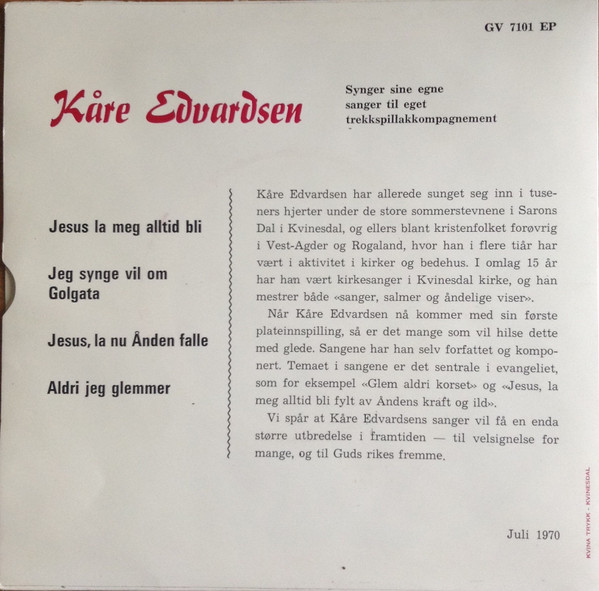 GV 7101 EP
Kåre Edvardsen
Synger sine egne
sanger til eget
trekkspillakkompagnement
Jesus la meg alltid bli
Jeg synge vil om
Golgata
Jesus, la nu Ånden falle
Aldri jeg glemmer
Kåre Edvardsen har allerede sunget seg inn i tuse-
ners hjerter under de store sommerstevnene i Sarons
Dal i Kvinesdal, og ellers blant kristenfolket forøvrig
i Vest-Agder og Rogaland, hvor han i flere tiår har
vært i aktivitet i kirker og bedehus. I omlag 15 år
har han vært kirkesanger i Kvinesdal kirke, og han
mestrer både «sanger, salmer og åndelige viser».
Når Kåre Edvardsen nå kommer med sin første
plateinnspilling, så er det mange som vil hilse dette
med glede. Sangene har han selv forfattet og kompo-
nert. Temaet i sangene er det sentrale i evangeliet,
som for eksempel «Glem aldri korset» og «Jesus, la
meg alltid bli fylt av Åndens kraft og ild».
Vi spår at Kåre Edvardsens sanger vil få en enda
større utbredelse i framtiden — til velsignelse for
mange, og til Guds rikes fremme.
Juli 1970
KVINA TRYKK - KVINESDAL